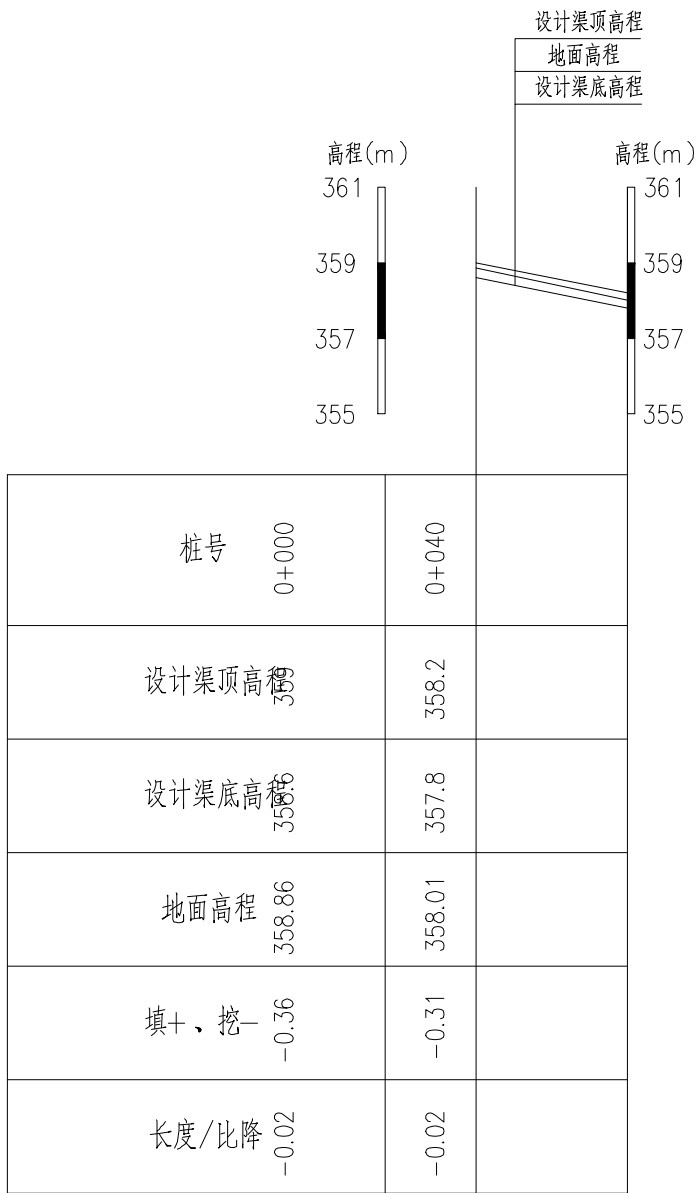 设计渠顶高程
地面高程
设计渠底高程
高程(m)
361
359
357
355
高程(m)
361
359
357
355
桩号 0+000 0+040
设计渠顶高程 359 358.2
设计渠底高程 358.6 357.8
地面高程 358.86 358.01
填+、挖- -0.36 -0.31
长度/比降 -0.02 -0.02